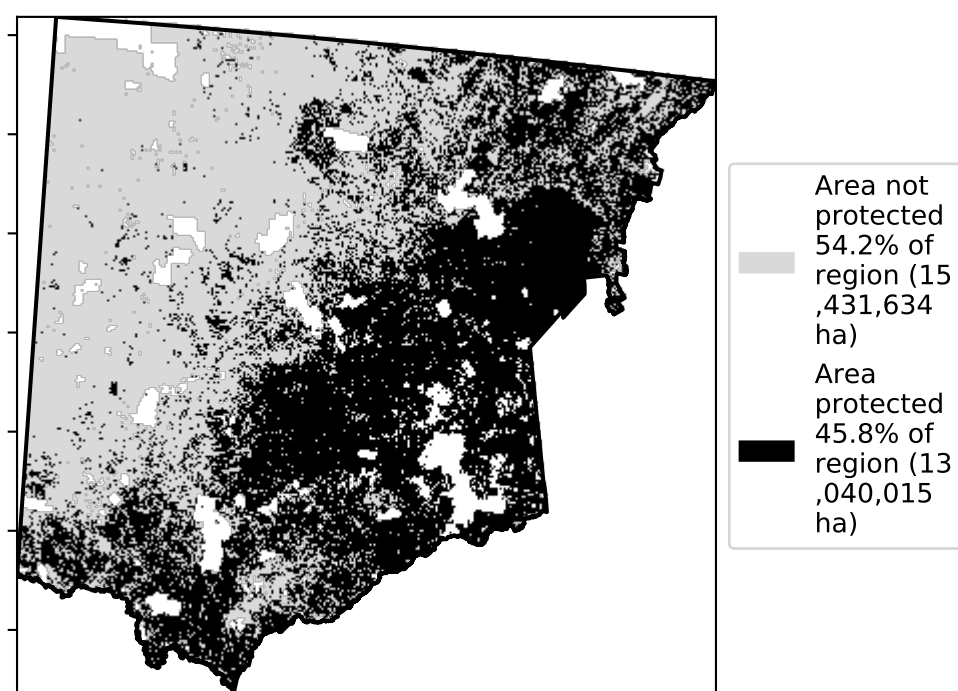 Area not
protected
54.2% of
region (15
,431,634
ha)
Area
protected
45.8% of
region (13
,040,015
ha)